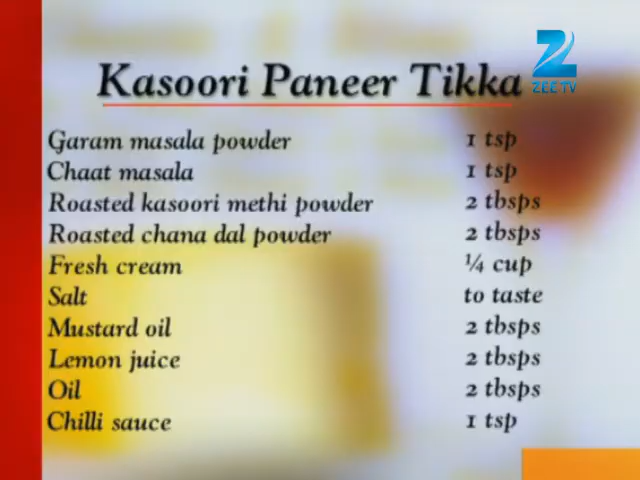 Kasoori Paneer Tikka
ZEE TV
Garam masala powder 1 tsp
Chaat masala 1 tsp
Roasted kasoori methi powder 2 tbsps
Roasted chana dal powder 2 tbsps
Fresh cream ¼ cup
Salt to taste
Mustard oil 2 tbsps
Lemon juice 2 tbsps
Oil 2 tbsps
Chilli sauce 1 tsp